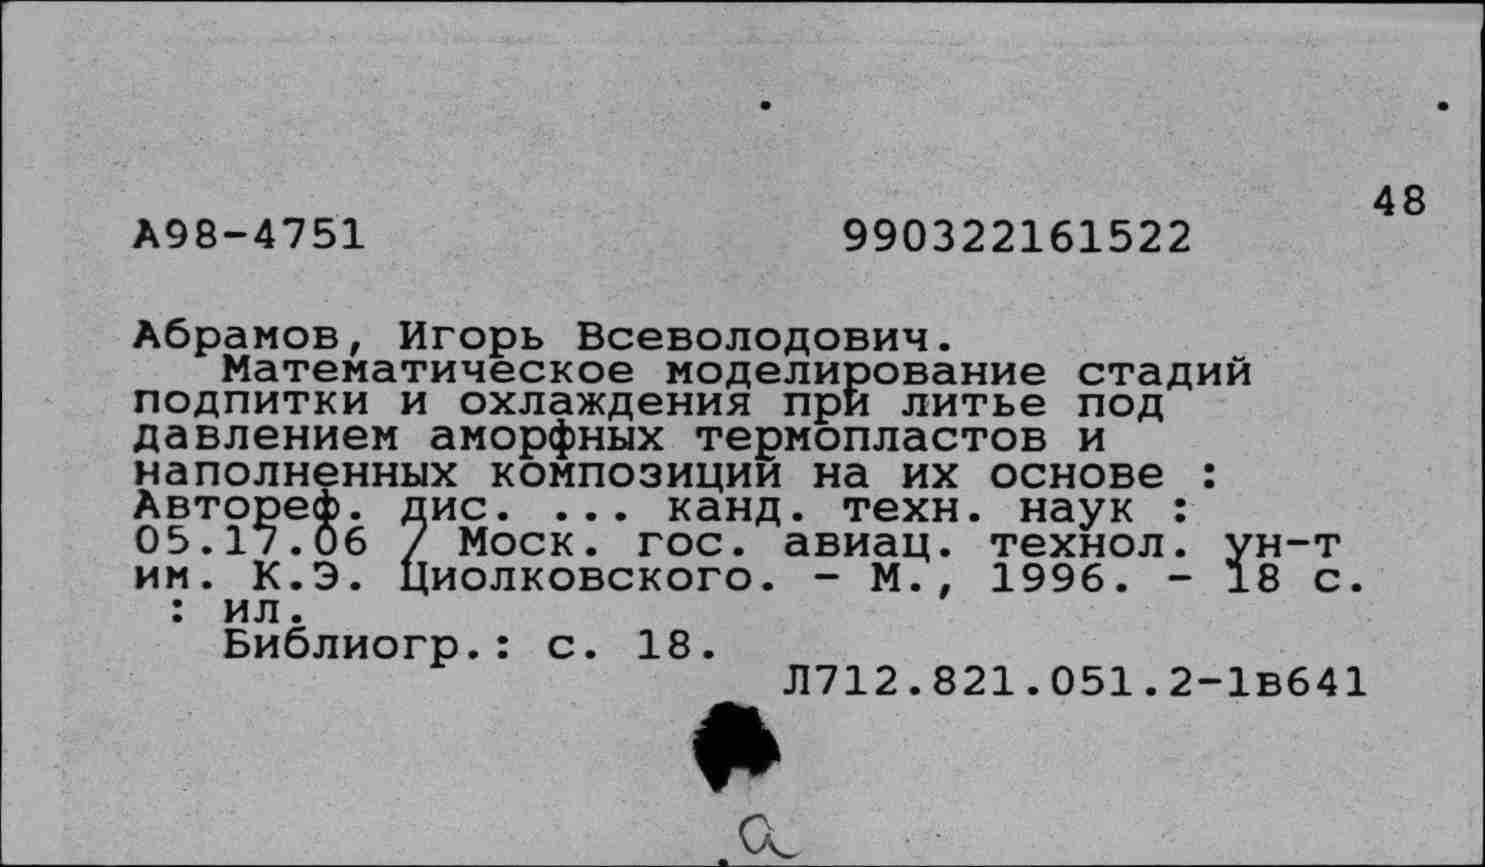 48
А98-4751 990322161522
Абрамов, Игорь Всеволодович.
Математическое моделирование стадий
подпитки и охлаждения при литье под
давлением аморфных термопластов и
наполненных композиций на их основе :
Автореф. дис. ... канд. техн. наук :
05.17.06 / Моск. гос. авиац. технол. ун-т
им. К.Э. Циолковского. - М., 1996. - 18 с.
: ил.
Библиогр.: с. 18.
Л712.821.051.2-1в641